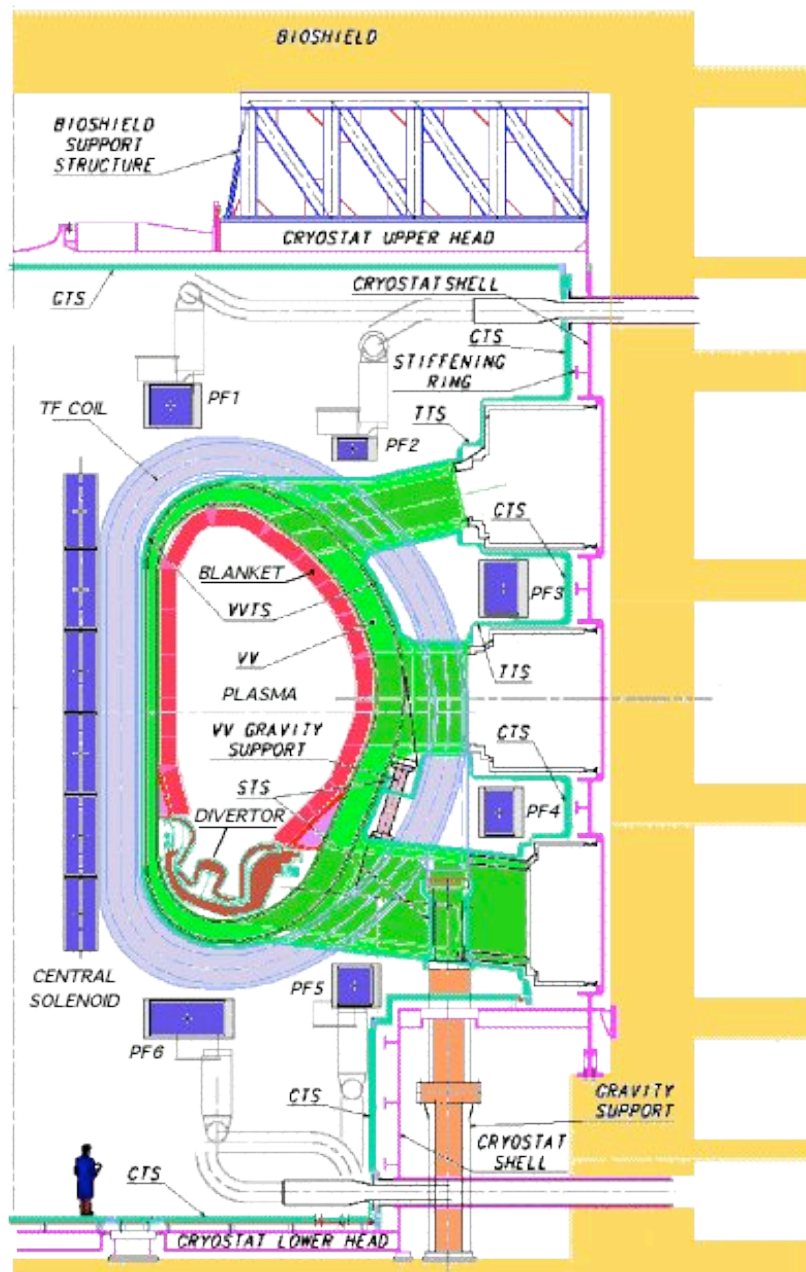 BIOSHIELD
BIOSHIELD
SUPPORT
STRUCTURE
CRYOSTAT UPPER HEAD
CTS
CRYOSTAT SHELL
CTS
STIFFENING
RING
PF1
TF COIL
TTS
PF2
CTS
BLANKET
PF3
VVTS
VV
TTS
PLASMA
VV GRAVITY
SUPPORT
CTS
STS
PF4
DIVERTOR
CENTRAL
SOLENOID
PF5
PF6
CTS
GRAVITY
SUPPORT
CRYOSTAT
SHELL
CTS
CRYOSTAT LOWER HEAD